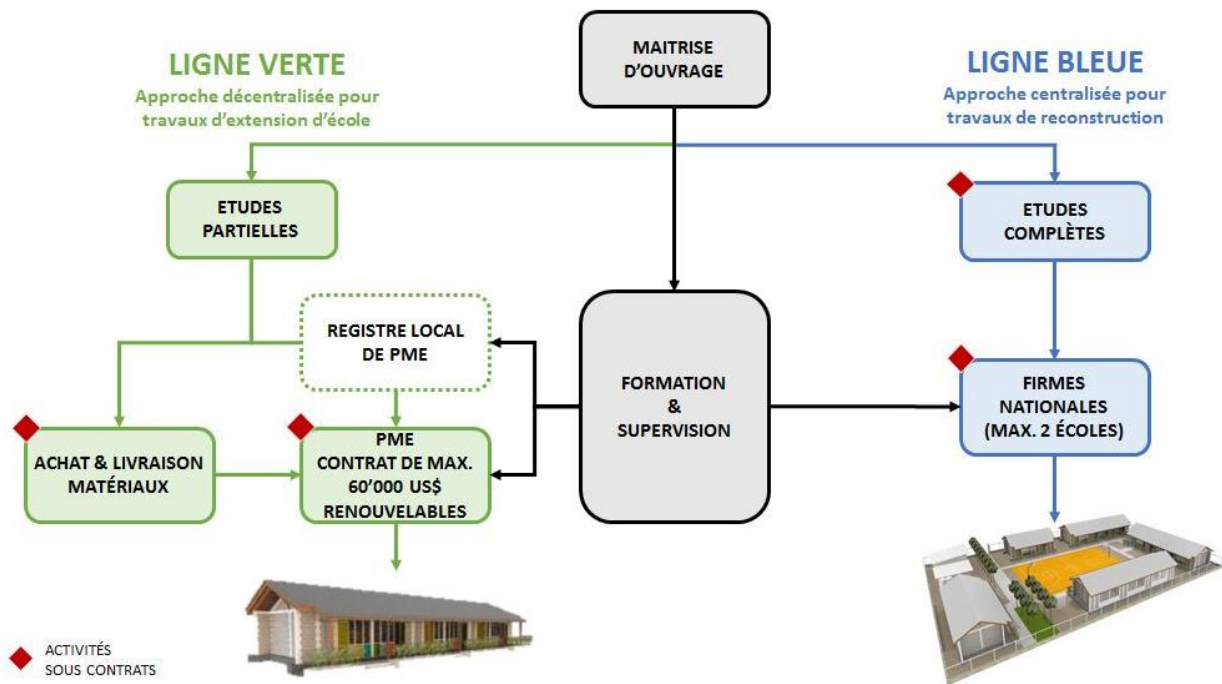 MAITRISE
D’OUVRAGE
LIGNE VERTE
Approche décentralisée pour
travaux d’extension d’école
LIGNE BLEUE
Approche centralisée pour
travaux de reconstruction
ETUDES
PARTIELLES
ETUDES
COMPLÈTES
REGISTRE LOCAL
DE PME
FORMATION
&
SUPERVISION
FIRMES
NATIONALES
(MAX. 2 ÉCOLES)
ACHAT & LIVRAISON
MATÉRIAUX
PME
CONTRAT DE MAX.
60’000 US$
RENOUVELABLES
ACTIVITÉS
SOUS CONTRATS